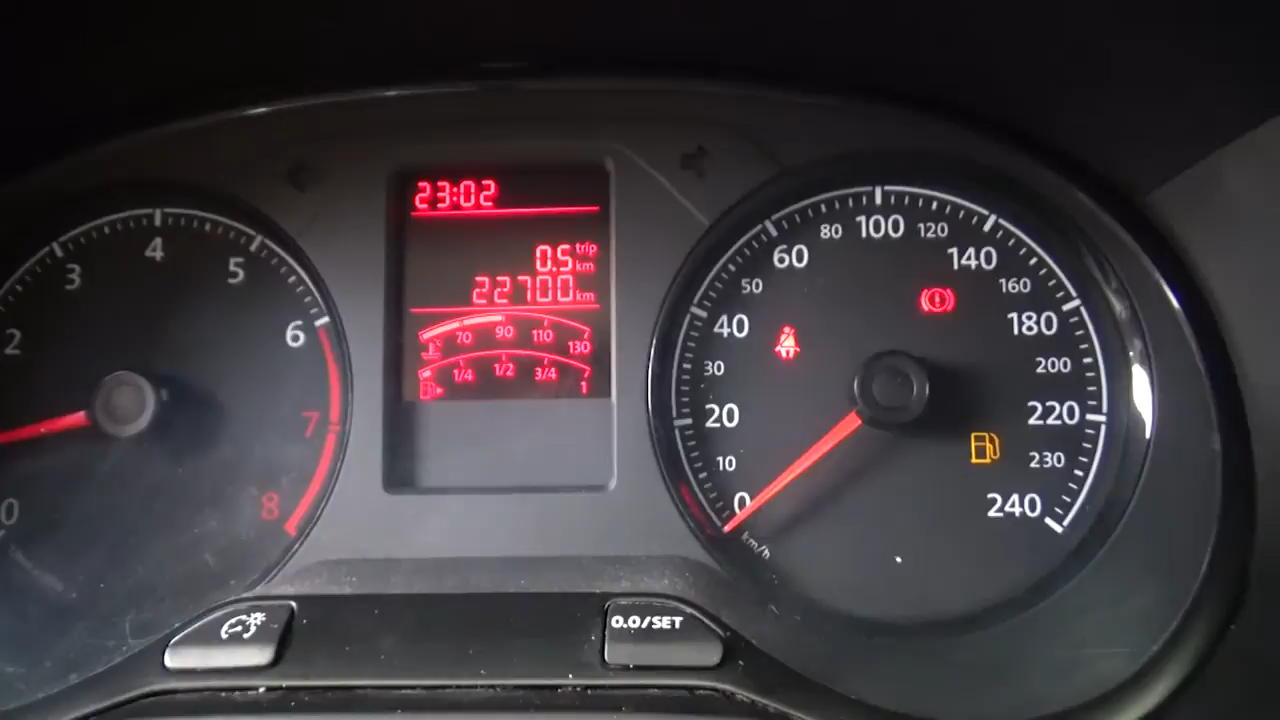 23:02
trip
0.5 km
22700 km
70 90 110 130
1/4 1/2 3/4 1
0 2 3 4 5 6 7 8
0 10 20 30 40 50 60 80 100 120 140 160 180 200 220 230 240
km/h
0.0/SET